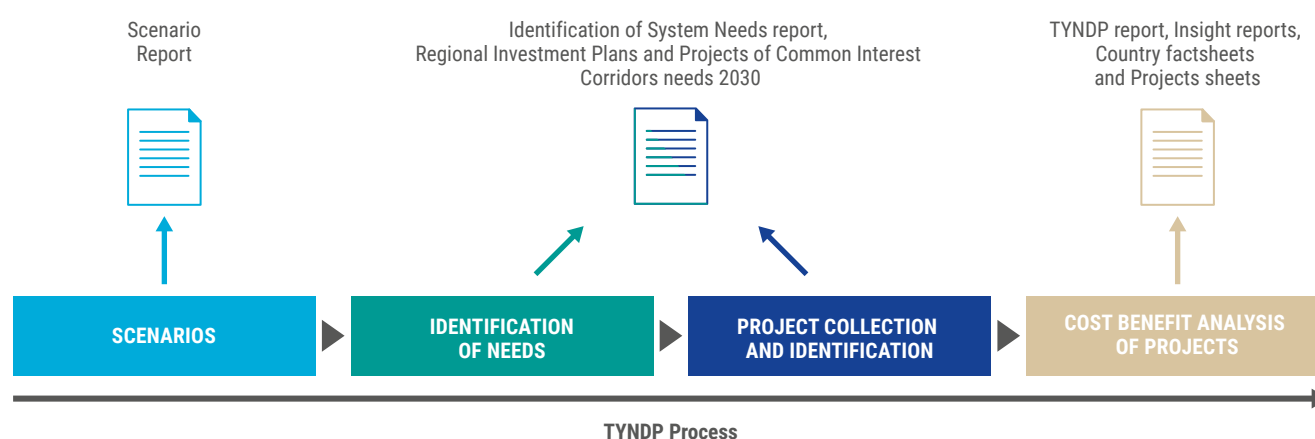 Scenario
Report
Identification of System Needs report,
Regional Investment Plans and Projects of Common Interest
Corridors needs 2030
TYNDP report, Insight reports,
Country factsheets
and Projects sheets
SCENARIOS
IDENTIFICATION
OF NEEDS
PROJECT COLLECTION
AND IDENTIFICATION
COST BENEFIT ANALYSIS
OF PROJECTS
TYNDP Process